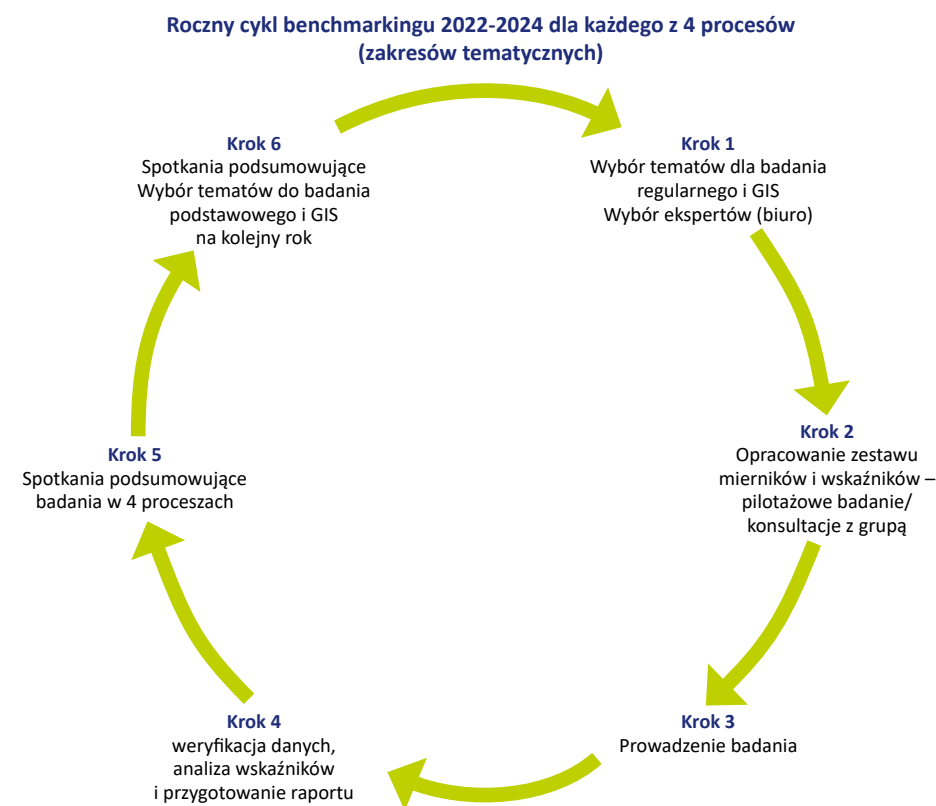 Roczny cykl benchmarkingu 2022-2024 dla każdego z 4 procesów
(zakresów tematycznych)
Krok 1
Wybór tematów dla badania
regularnego i GIS
Wybór ekspertów (biuro)
Krok 2
Opracowanie zestawu
mierników i wskaźników –
pilotażowe badanie/
konsultacje z grupą
Krok 3
Prowadzenie badania
Krok 4
weryfikacja danych,
analiza wskaźników
i przygotowanie raportu
Krok 5
Spotkania podsumowujące
badania w 4 proceszach
Krok 6
Spotkania podsumowujące
Wybór tematów do badania
podstawowego i GIS
na kolejny rok